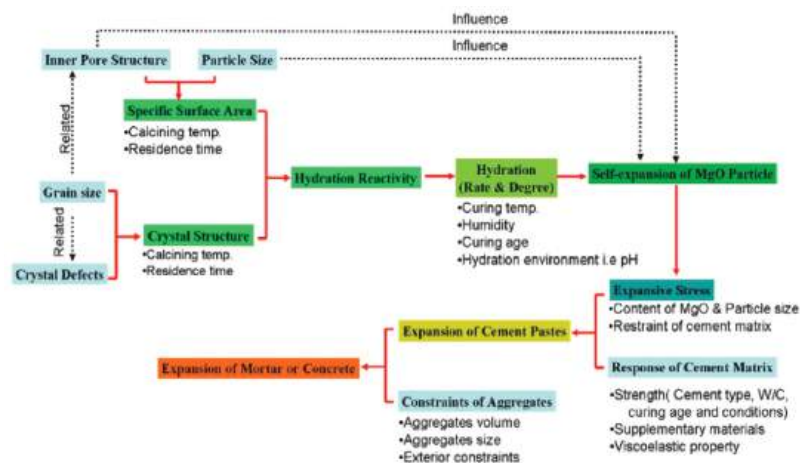 Influence
Influence
Inner Pore Structure
Particle Size
Specific Surface Area
•Calcining temp.
•Residence time
Related
Grain size
Related
Crystal Defects
Crystal Structure
•Calcining temp.
•Residence time
Hydration Reactivity
Hydration
(Rate & Degree)
•Curing temp.
•Humidity
•Curing age
•Hydration environment i.e pH
Self-expansion of MgO Particle
Expansive Stress
•Content of MgO & Particle size
•Restraint of cement matrix
Response of Cement Matrix
•Strength( Cement type, W/C,
curing age and conditions)
•Supplementary materials
•Viscoelastic property
Expansion of Cement Pastes
Constraints of Aggregates
•Aggregates volume
•Aggregates size
•Exterior constraints
Expansion of Mortar or Concrete